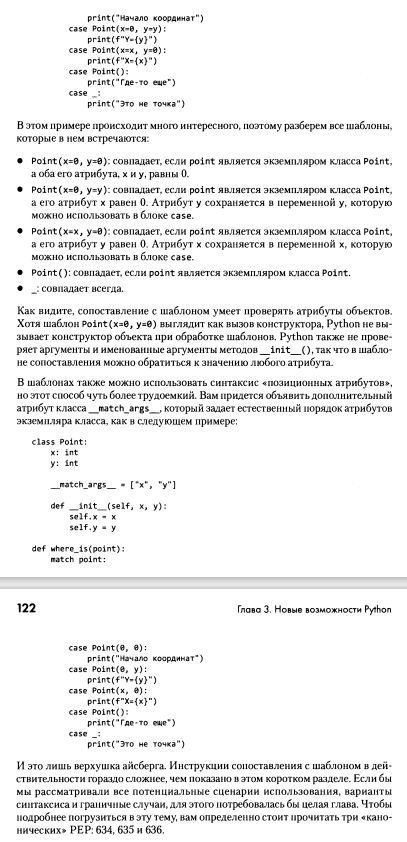 print("Начало координат")
case Point(x=0, y=y):
print(f"Y={y}")
case Point(x=x, y=0):
print(f"X={x}")
case Point():
print("Где-то еще")
case _:
print("Это не точка")
В этом примере происходит много интересного, поэтому разберем все шаблоны,
которые в нем встречаются:
● Point(x=0, y=0): совпадает, если point является экземпляром класса Point,
а оба его атрибута, x и y, равны 0.
● Point(x=0, y=y): совпадает, если point является экземпляром класса Point,
а его атрибут x равен 0. Атрибут y сохраняется в переменной y, которую
можно использовать в блоке case.
● Point(x=x, y=0): совпадает, если point является экземпляром класса Point,
а его атрибут y равен 0. Атрибут x сохраняется в переменной x, которую
можно использовать в блоке case.
● Point(): совпадает, если point является экземпляром класса Point.
● _: совпадает всегда.
Как видите, сопоставление с шаблоном умеет проверять атрибуты объектов.
Хотя шаблон Point(x=0, y=0) выглядит как вызов конструктора, Python не вы-
зывает конструктор объекта при обработке шаблонов. Python также не прове-
ряет аргументы и именованные аргументы методов __init__(), так что в шабло-
не сопоставления можно обратиться к значению любого атрибута.
В шаблонах также можно использовать синтаксис «позиционных атрибутов»,
но этот способ чуть более трудоемкий. Вам придется объявить дополнительный
атрибут класса __match_args__, который задает естественный порядок атрибутов
экземпляра класса, как в следующем примере:
class Point:
x: int
y: int
__match_args__ = ["x", "y"]
def __init__(self, x, y):
self.x = x
self.y = y
def where_is(point):
match point:
122 Глава 3. Новые возможности Python
case Point(0, 0):
print("Начало координат")
case Point(0, y):
print(f"Y={y}")
case Point(x, 0):
print(f"X={x}")
case Point():
print("Где-то еще")
case _:
print("Это не точка")
И это лишь верхушка айсберга. Инструкции сопоставления с шаблоном в дей-
ствительности гораздо сложнее, чем показано в этом коротком разделе. Если бы
мы рассматривали все потенциальные сценарии использования, варианты
синтаксиса и граничные случаи, для этого потребовалась бы целая глава. Чтобы
подробнее погрузиться в эту тему, вам определенно стоит прочитать три «кано-
нических» PEP: 634, 635 и 636.